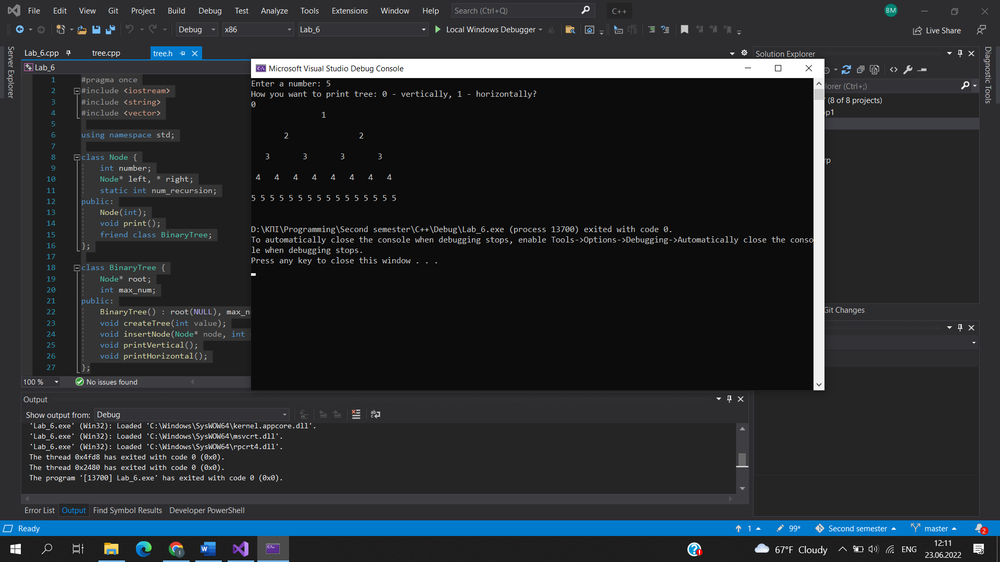 File Edit View Git Project Build Debug Test Analyze Tools Extensions Window Help Search (Ctrl+Q) C++ BM
Debug x86 Lab_6 Local Windows Debugger Live Share
Server Explorer
Lab_6.cpp tree.cpp tree.h
Lab_6
1 #pragma once
2 #include <iostream>
3 #include <string>
4 #include <vector>
5
6 using namespace std;
7
8 class Node {
9 int number;
10 Node* left, * right;
11 static int num_recursion;
12 public:
13 Node(int);
14 void print();
15 friend class BinaryTree;
16 };
17
18 class BinaryTree {
19 Node* root;
20 int max_num;
21 public:
22 BinaryTree() : root(NULL), max_n
23 void createTree(int value);
24 void insertNode(Node* node, int
25 void printVertical();
26 void printHorizontal();
27 };
100 % No issues found
Microsoft Visual Studio Debug Console
Enter a number: 5
How you want to print tree: 0 - vertically, 1 - horizontally?
0
1
2 2
3 3 3 3
4 4 4 4 4 4 4 4
5 5 5 5 5 5 5 5 5 5 5 5 5 5 5 5
D:\КПІ\Programming\Second semester\C++\Debug\Lab_6.exe (process 13700) exited with code 0.
To automatically close the console when debugging stops, enable Tools->Options->Debugging->Automatically close the conso
le when debugging stops.
Press any key to close this window . . .
Solution Explorer
lorer (Ctrl+;)
(8 of 8 projects)
p1
rp
Git Changes
Diagnostic Tools
Output
Show output from: Debug
'Lab_6.exe' (Win32): Loaded 'C:\Windows\SysWOW64\kernel.appcore.dll'.
'Lab_6.exe' (Win32): Loaded 'C:\Windows\SysWOW64\msvcrt.dll'.
'Lab_6.exe' (Win32): Loaded 'C:\Windows\SysWOW64\rpcrt4.dll'.
The thread 0x4fd8 has exited with code 0 (0x0).
The thread 0x2480 has exited with code 0 (0x0).
The program '[13700] Lab_6.exe' has exited with code 0 (0x0).
Error List Output Find Symbol Results Developer PowerShell
Ready 1 99* Second semester master 2
67°F Cloudy ENG 12:11
23.06.2022